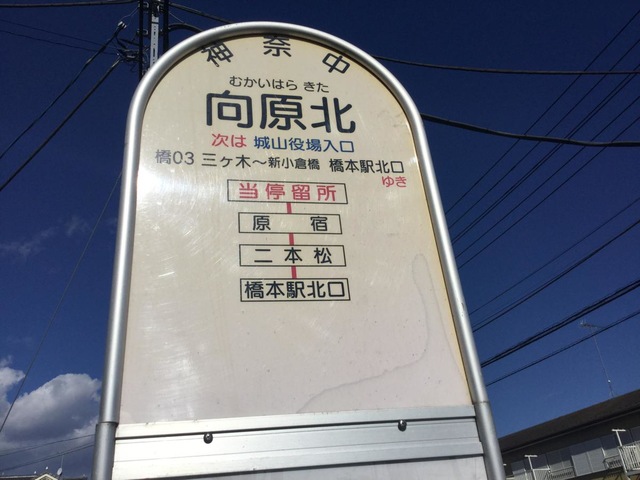 神奈中
むかいはら きた
向原北
次は 城山役場入口
橋03 三ヶ木～新小倉橋 橋本駅北口
ゆき
当停留所
原宿
二本松
橋本駅北口